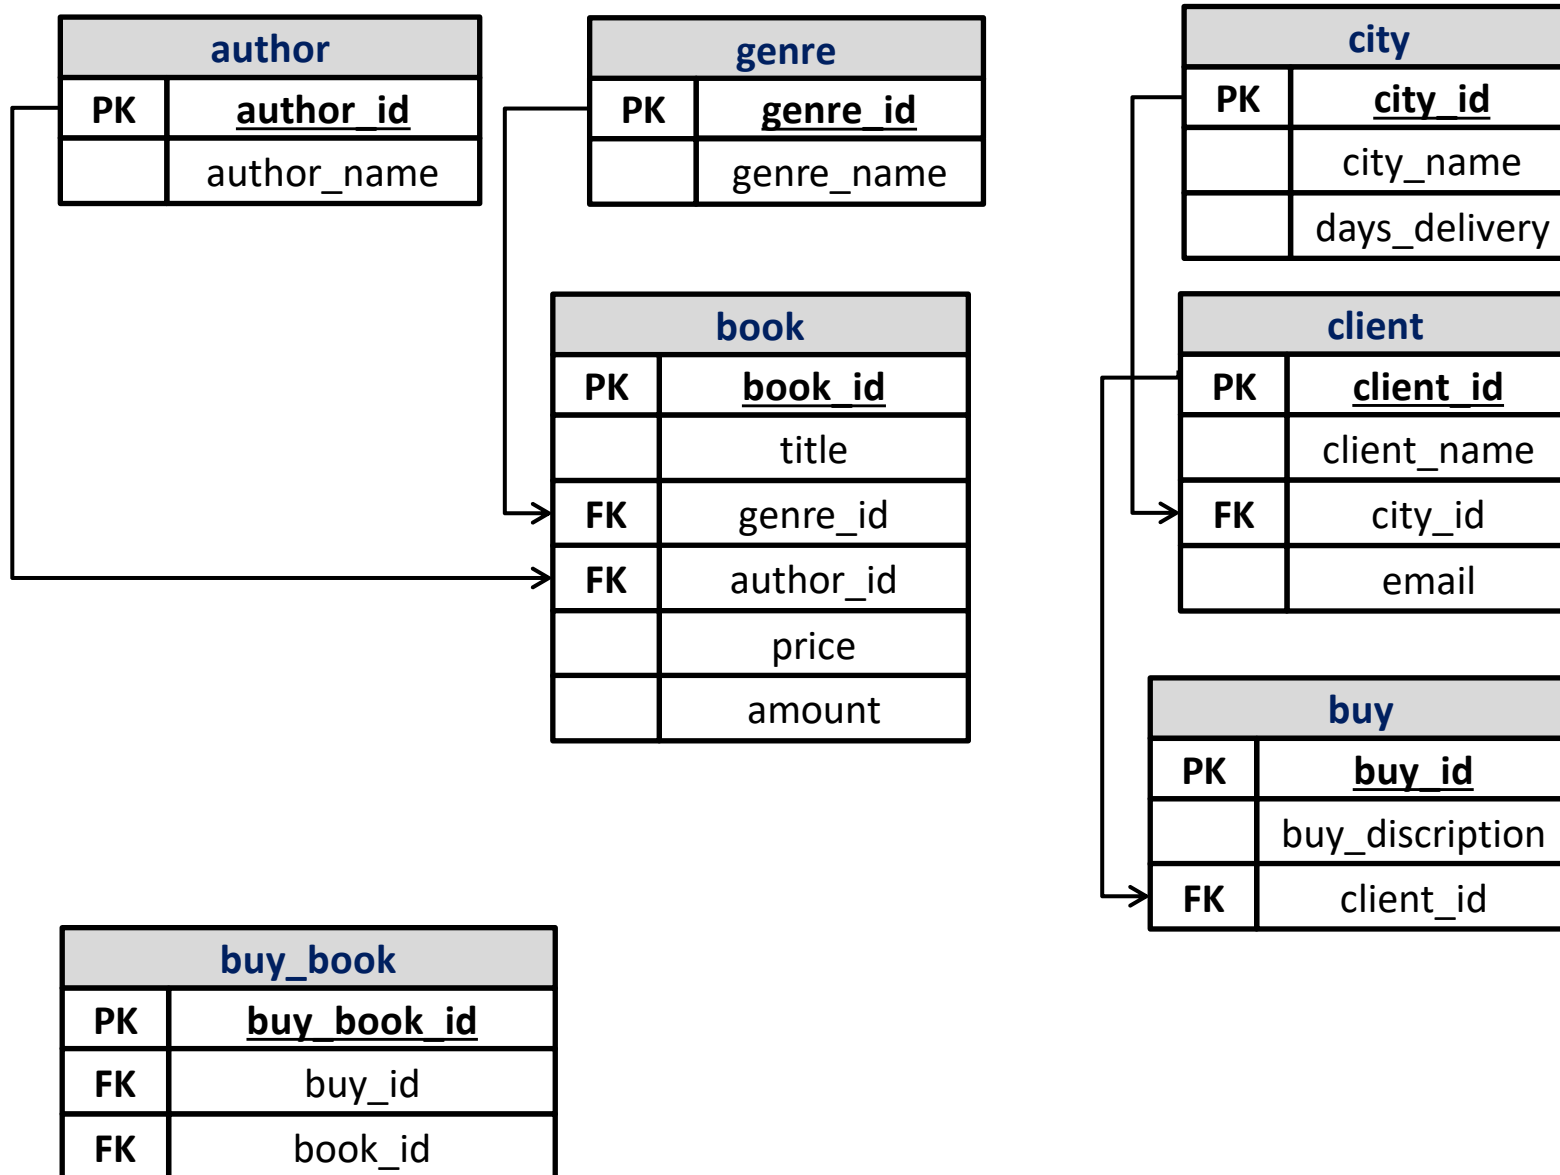 author
PK author_id
author_name
genre
PK genre_id
genre_name
city
PK city_id
city_name
days_delivery
book
PK book_id
title
FK genre_id
FK author_id
price
amount
client
PK client_id
client_name
FK city_id
email
buy
PK buy_id
buy_discription
FK client_id
buy_book
PK buy_book_id
FK buy_id
FK book_id